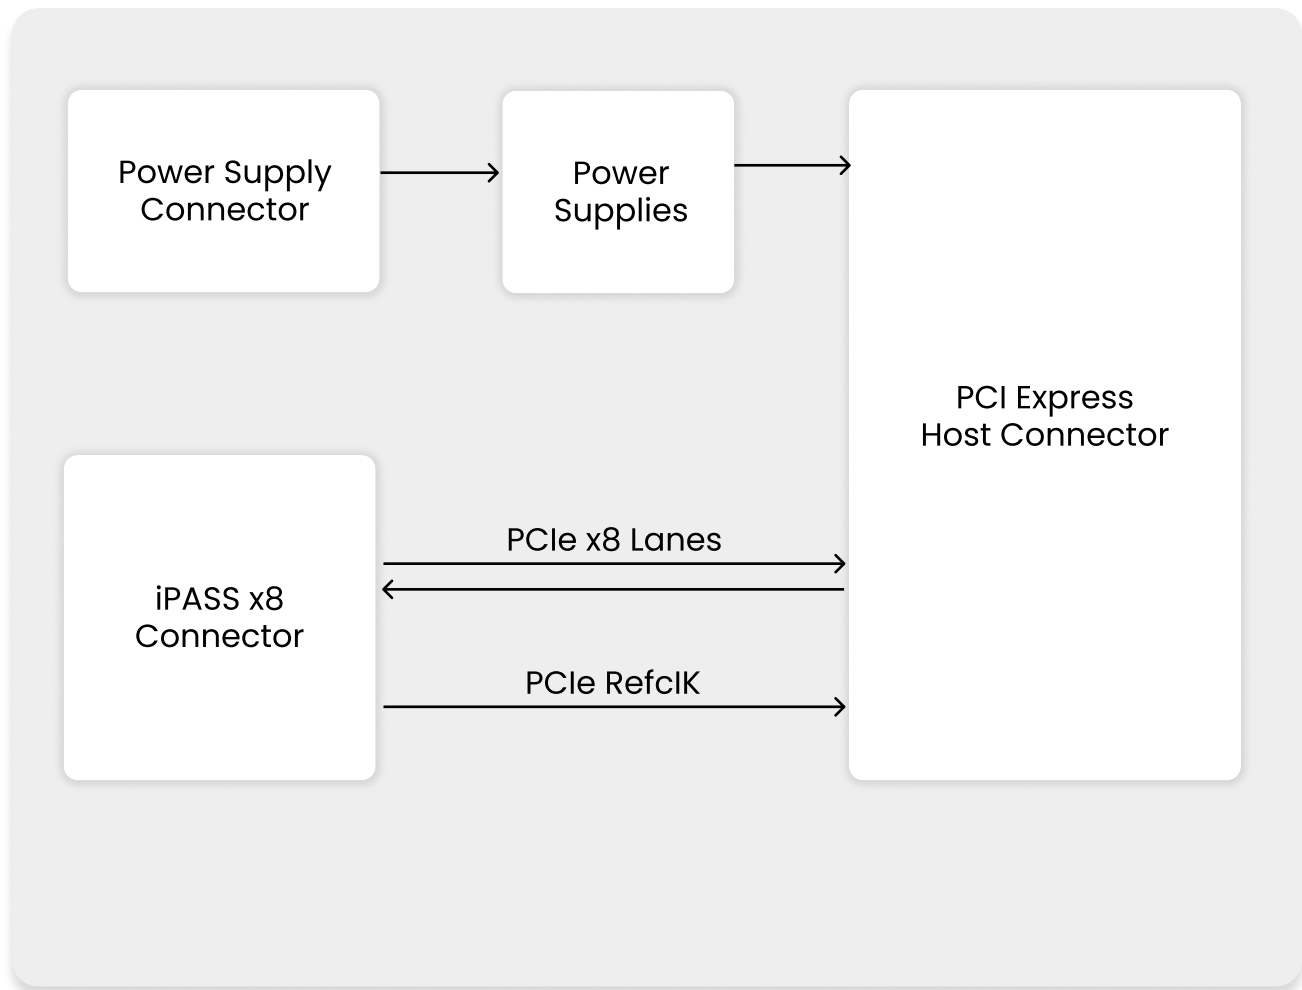 Power Supply
Connector
Power
Supplies
PCI Express
Host Connector
PCIe x8 Lanes
iPASS x8
Connector
PCIe RefclK